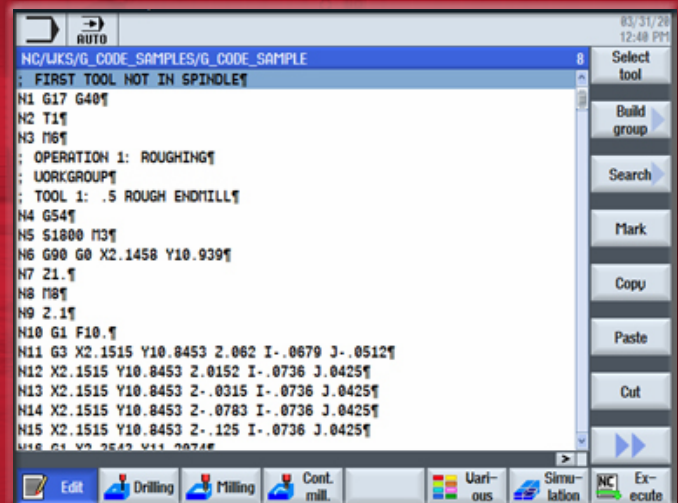 03/31/20
12:40 PM
AUTO
NC/WKS/G_CODE_SAMPLES/G_CODE_SAMPLE 8
; FIRST TOOL NOT IN SPINDLE¶
N1 G17 G40¶
N2 T1¶
N3 M6¶
; OPERATION 1: ROUGHING¶
; WORKGROUP¶
; TOOL 1: .5 ROUGH ENDMILL¶
N4 G54¶
N5 S1800 M3¶
N6 G90 G0 X2.1458 Y10.939¶
N7 Z1.¶
N8 M8¶
N9 Z.1¶
N10 G1 F10.¶
N11 G3 X2.1515 Y10.8453 Z.062 I-.0679 J-.0512¶
N12 X2.1515 Y10.8453 Z.0152 I-.0736 J.0425¶
N13 X2.1515 Y10.8453 Z-.0315 I-.0736 J.0425¶
N14 X2.1515 Y10.8453 Z-.0783 I-.0736 J.0425¶
N15 X2.1515 Y10.8453 Z-.125 I-.0736 J.0425¶
N16 G1 X2.2542 Y11.2074¶
Select
tool
Build
group
Search
Mark
Copy
Paste
Cut
Edit
Drilling
Milling
Cont.
mill.
Vari-
ous
Simu-
lation
NC Ex-
ecute